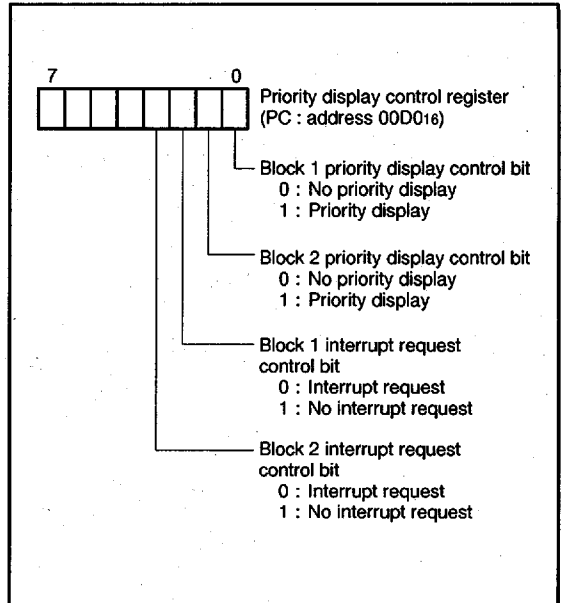 7 0
Priority display control register
(PC : address 00D016)
Block 1 priority display control bit
0 : No priority display
1 : Priority display
Block 2 priority display control bit
0 : No priority display
1 : Priority display
Block 1 interrupt request
control bit
0 : Interrupt request
1 : No interrupt request
Block 2 interrupt request
control bit
0 : Interrupt request
1 : No interrupt request